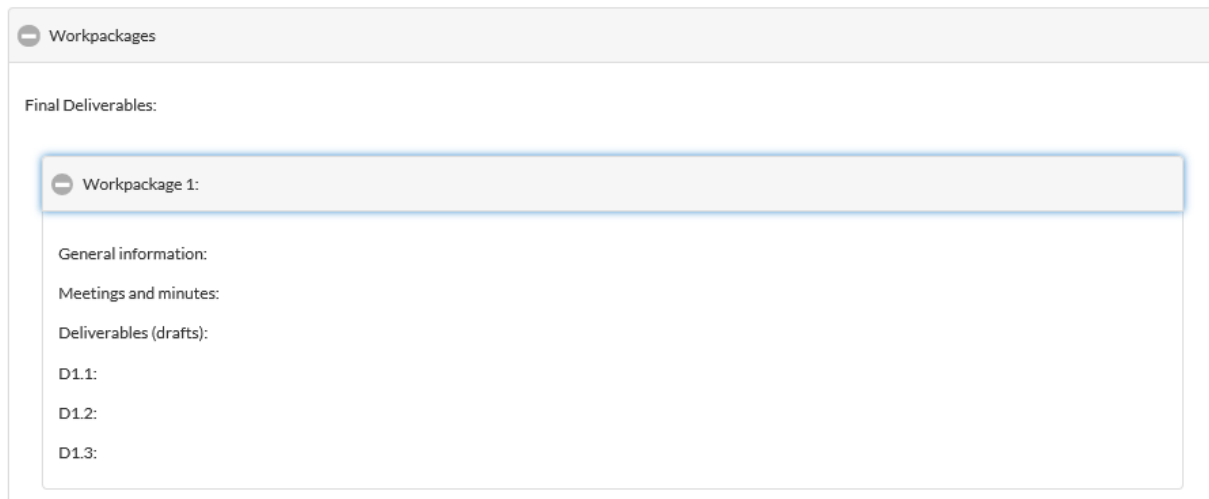 Workpackages
Final Deliverables:
Workpackage 1:
General information:
Meetings and minutes:
Deliverables (drafts):
D1.1:
D1.2:
D1.3: